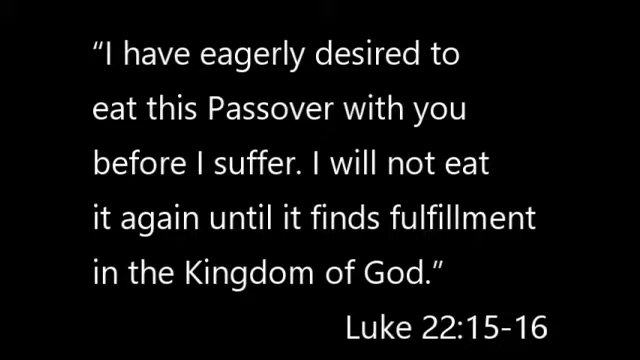 “I have eagerly desired to
eat this Passover with you
before I suffer. I will not eat
it again until it finds fulfillment
in the Kingdom of God.”
Luke 22:15-16